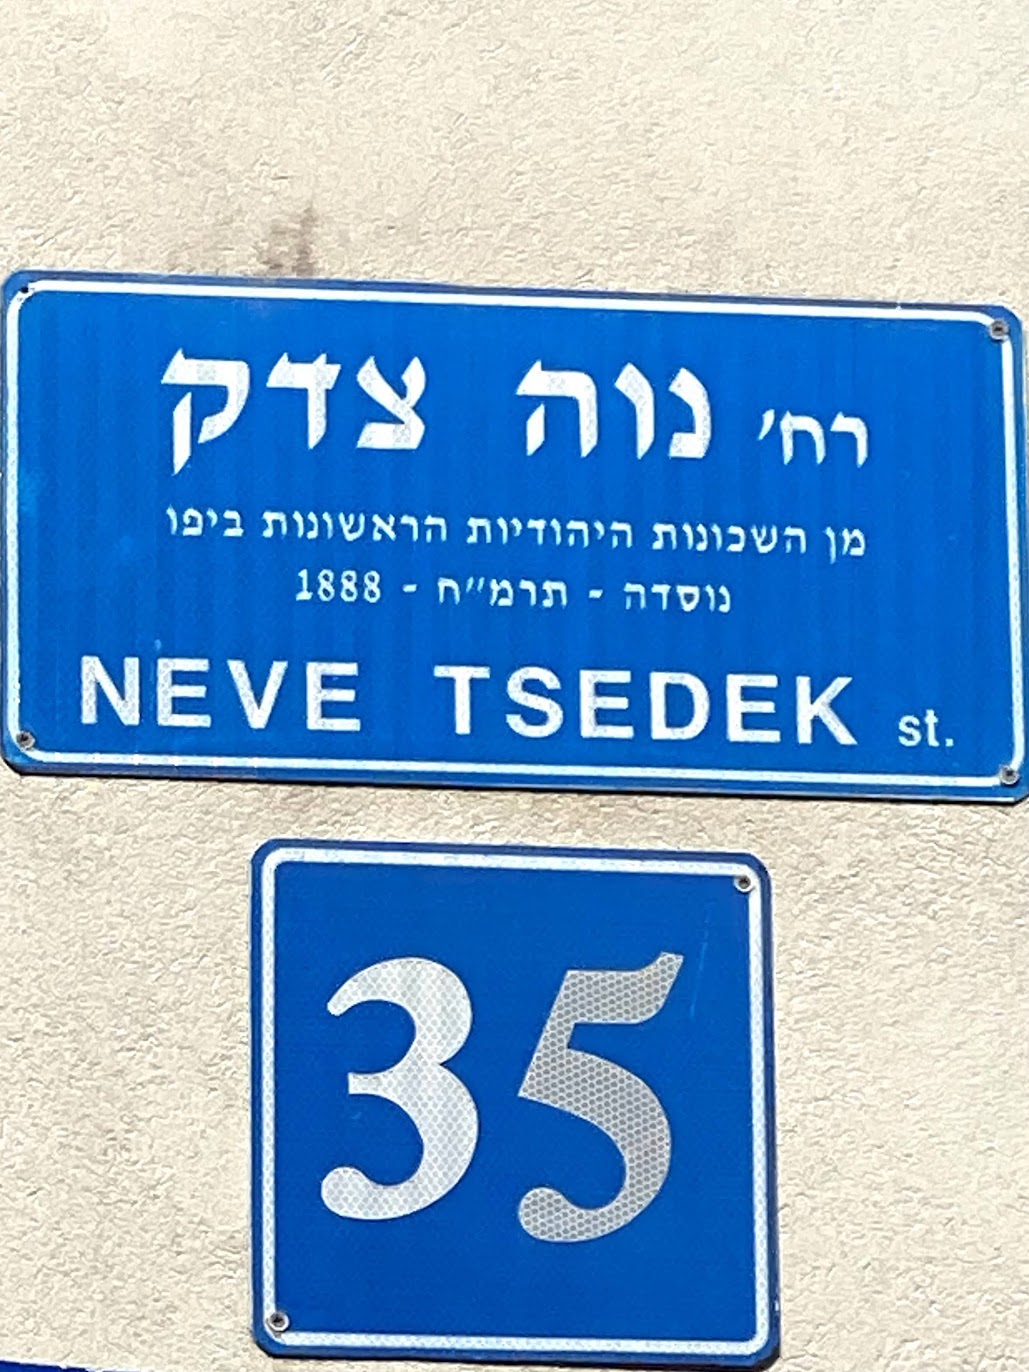 רח' נוה צדק
מן השכונות היהודיות הראשונות ביפו
נוסדה - תרמ"ח - 1888
NEVE TSEDEK st.
35